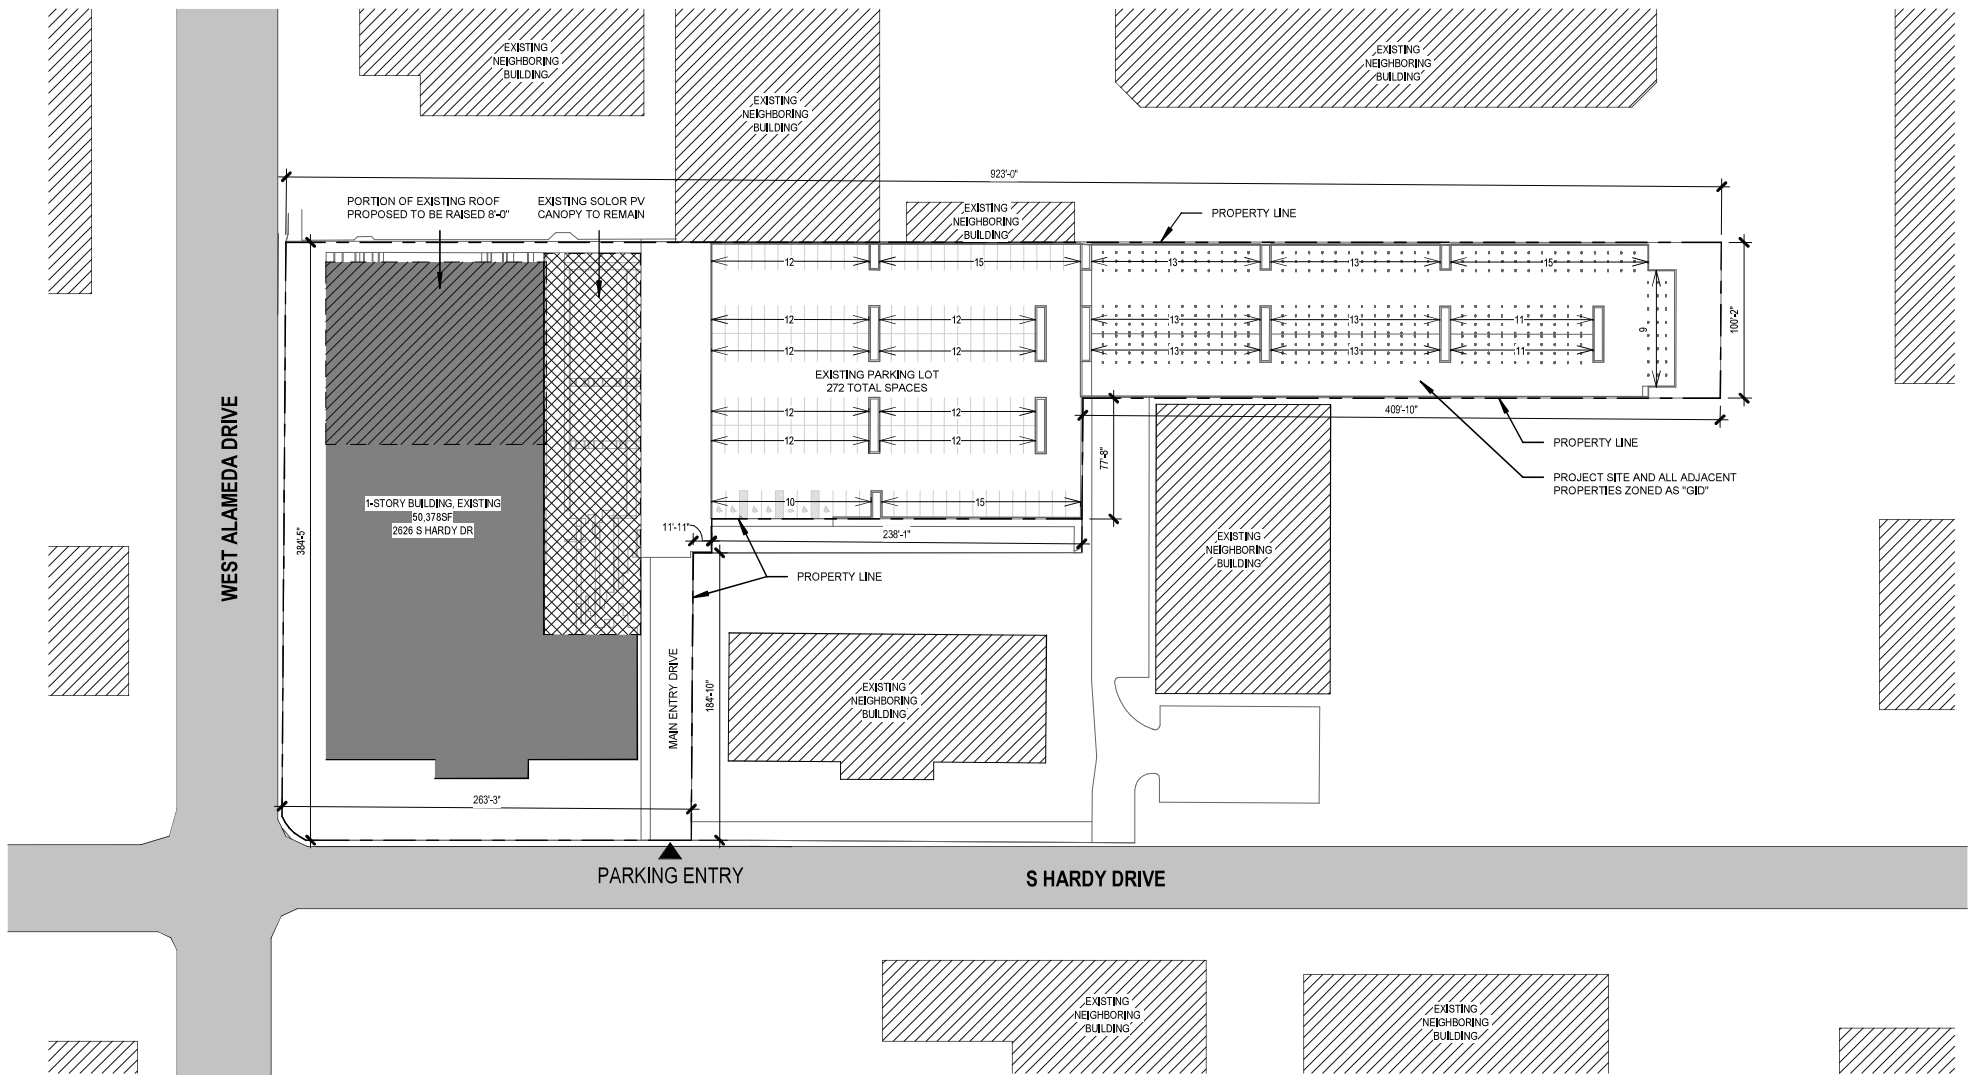 EXISTING
NEIGHBORING
BUILDING
EXISTING
NEIGHBORING
BUILDING
EXISTING
NEIGHBORING
BUILDING
923'-0"
PORTION OF EXISTING ROOF
PROPOSED TO BE RAISED 8'-0"
EXISTING SOLOR PV
CANOPY TO REMAIN
EXISTING
NEIGHBORING
BUILDING
PROPERTY LINE
12
15
13
13
15
12
12
13
13
11
9
100'-2"
12
12
13
13
11
EXISTING PARKING LOT
272 TOTAL SPACES
12
12
409'-10"
12
12
PROPERTY LINE
77'-8"
PROJECT SITE AND ALL ADJACENT
PROPERTIES ZONED AS "GID"
WEST ALAMEDA DRIVE
384'-5"
1-STORY BUILDING, EXISTING
50,378SF
2626 S HARDY DR
10
15
11'-11"
238'-1"
EXISTING
NEIGHBORING
BUILDING
PROPERTY LINE
MAIN ENTRY DRIVE
184'-10"
EXISTING
NEIGHBORING
BUILDING
263'-3"
PARKING ENTRY
S HARDY DRIVE
EXISTING
NEIGHBORING
BUILDING
EXISTING
NEIGHBORING
BUILDING